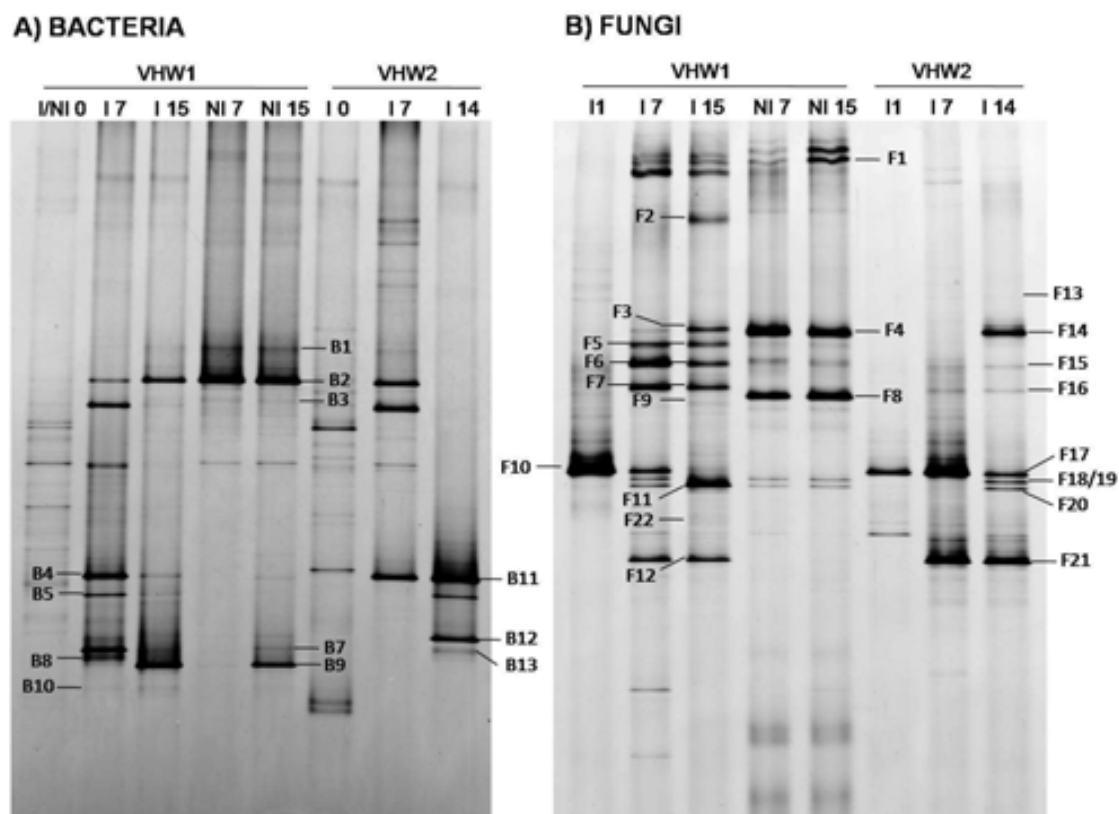 A) BACTERIA
B) FUNGI
VHW1
VHW2
VHW1
VHW2
I/NI 0 I 7 I 15 NI 7 NI 15 I 0 I 7 I 14
I1 I 7 I 15 NI 7 NI 15 I1 I 7 I 14
F1
F2
F13
F3
F4
F14
B1
F5
F6
F15
B2
F7
F16
B3
F9
F8
F10
F17
F18/19
F11
F20
F22
B4
B11
F12
F21
B5
B12
B7
B8
B9
B13
B10